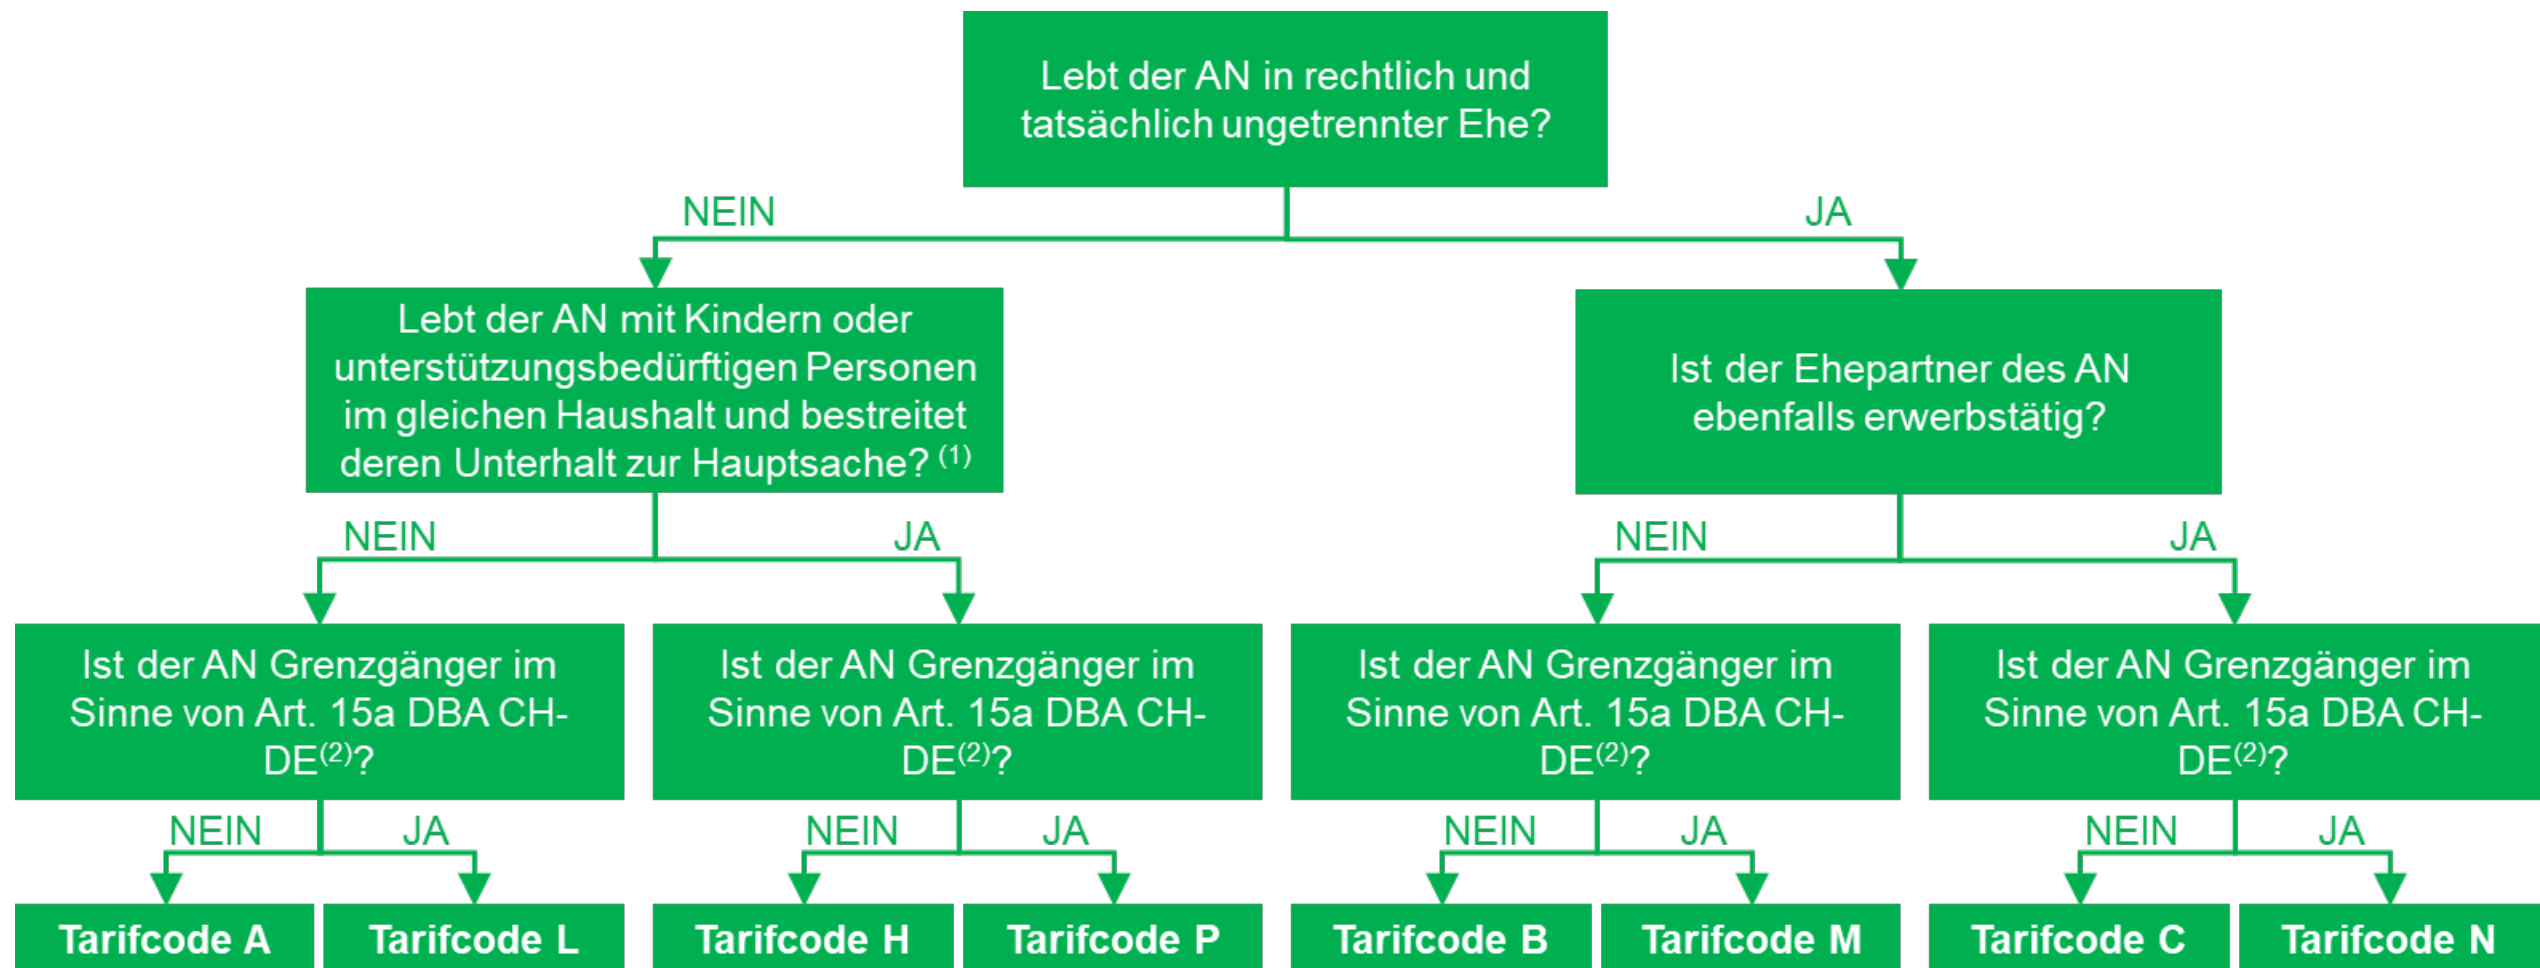 Lebt der AN in rechtlich und
tatsächlich ungetrennter Ehe?
NEIN
JA
Lebt der AN mit Kindern oder
unterstützungsbedürftigen Personen
im gleichen Haushalt und bestreitet
deren Unterhalt zur Hauptsache? (1)
Ist der Ehepartner des AN
ebenfalls erwerbstätig?
NEIN
JA
NEIN
JA
Ist der AN Grenzgänger im
Sinne von Art. 15a DBA CH-
DE(2)?
Ist der AN Grenzgänger im
Sinne von Art. 15a DBA CH-
DE(2)?
Ist der AN Grenzgänger im
Sinne von Art. 15a DBA CH-
DE(2)?
Ist der AN Grenzgänger im
Sinne von Art. 15a DBA CH-
DE(2)?
NEIN
JA
NEIN
JA
NEIN
JA
NEIN
JA
Tarifcode A
Tarifcode L
Tarifcode H
Tarifcode P
Tarifcode B
Tarifcode M
Tarifcode C
Tarifcode N